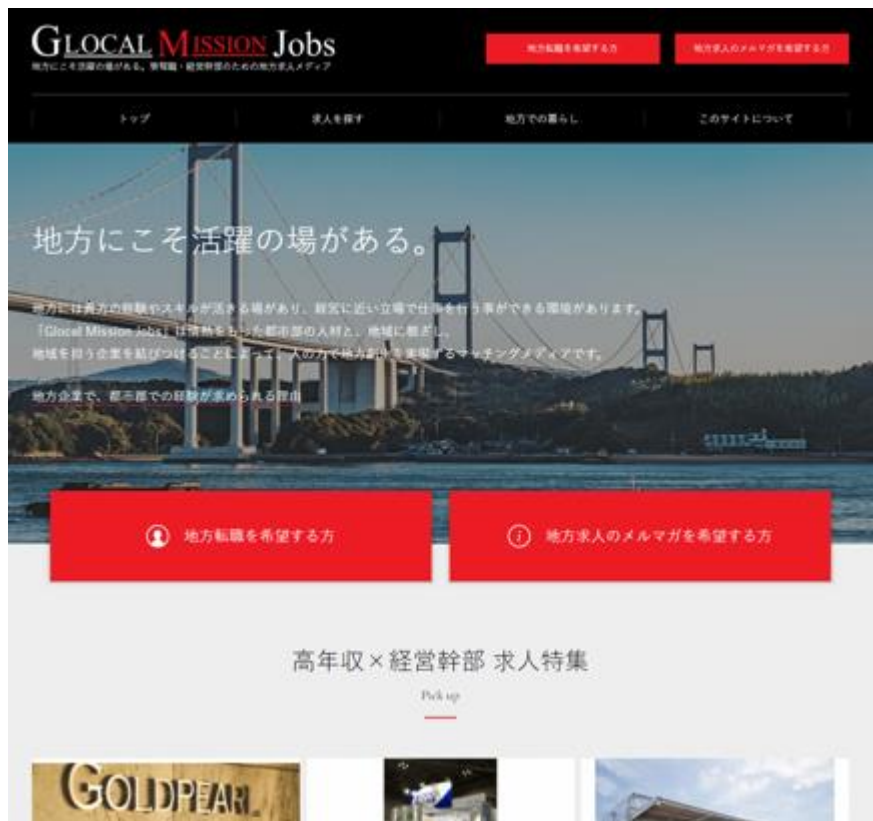 GLOCAL MISSION Jobs
地方にこそ活躍の場がある。管理職・経営幹部のための地方求人メディア
地方転職を希望する方
地方求人のメルマガを希望する方
トップ
求人を探す
地方での暮らし
このサイトについて
地方にこそ活躍の場がある。
地方には貴方の経験やスキルが活きる場があり、経営に近い立場で仕事を行う事ができる環境があります。
「Glocal Mission Jobs」は情熱をもった都市部の人材と、地域に根ざし、
地域を担う企業を結びつけることによって、人の力で地方創生を実現するマッチングメディアです。
地方企業で、都市部での経験が求められる理由
地方転職を希望する方
地方求人のメルマガを希望する方
高年収×経営幹部 求人特集
Pick up
GOLDPEARL